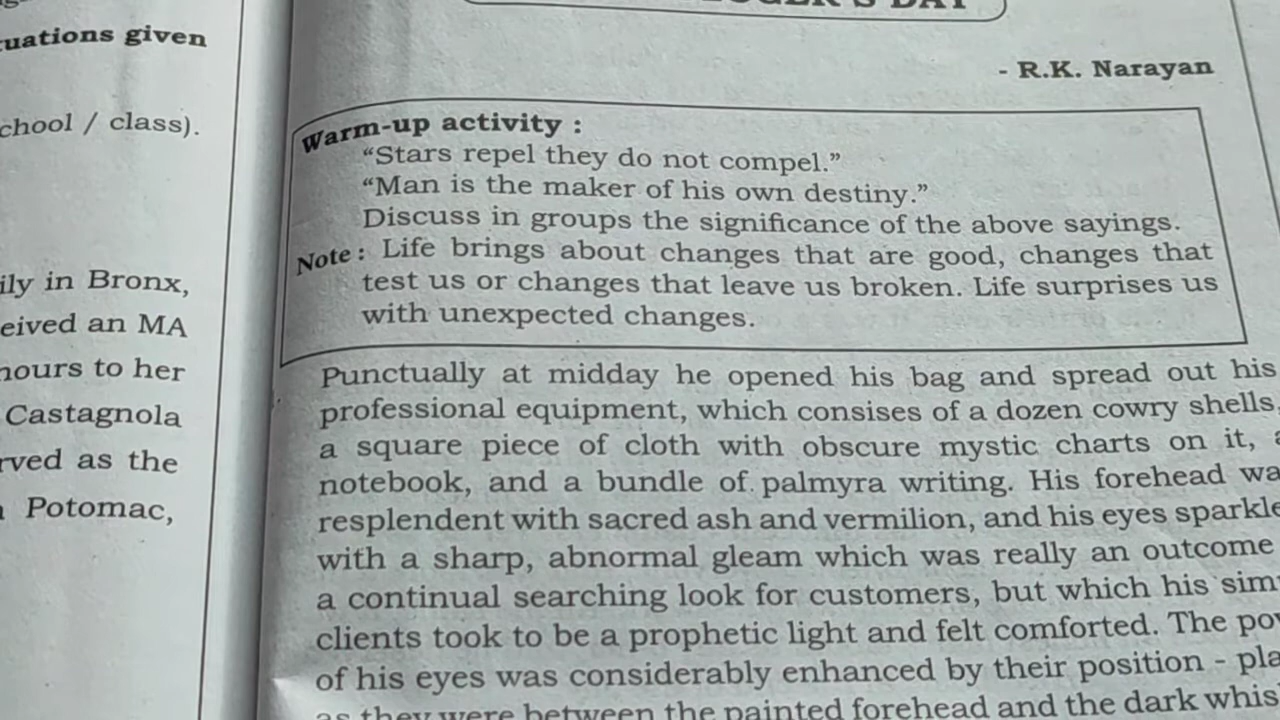 uations given
chool / class).
ily in Bronx,
eived an MA
hours to her
Castagnola
rved as the
Potomac,
DAY
- R.K. Narayan
Warm-up activity :
“Stars repel they do not compel.”
“Man is the maker of his own destiny.”
Discuss in groups the significance of the above sayings.
Note : Life brings about changes that are good, changes that
test us or changes that leave us broken. Life surprises us
with unexpected changes.
Punctually at midday he opened his bag and spread out his
professional equipment, which consises of a dozen cowry shells,
a square piece of cloth with obscure mystic charts on it, a
notebook, and a bundle of palmyra writing. His forehead wa
resplendent with sacred ash and vermilion, and his eyes sparkle
with a sharp, abnormal gleam which was really an outcome
a continual searching look for customers, but which his sim
clients took to be a prophetic light and felt comforted. The pow
of his eyes was considerably enhanced by their position - pla
as they were between the painted forehead and the dark whis